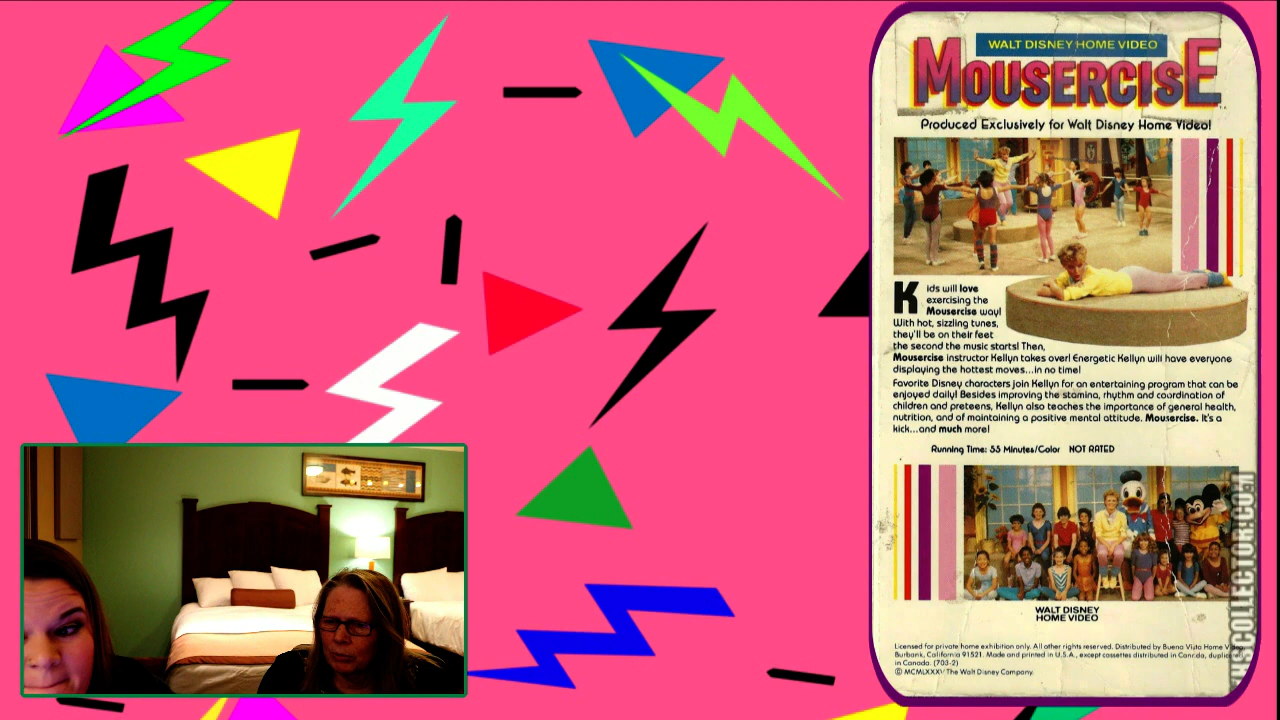 WALT DISNEY HOME VIDEO
MOUSERCISE
Produced Exclusively for Walt Disney Home Video!
Kids will love
exercising the
Mousercise way!
With hot, sizzling tunes,
they'll be on their feet
the second the music starts! Then,
Mousercise instructor Kellyn takes over! Energetic Kellyn will have everyone
displaying the hottest moves...in no time!
Favorite Disney characters join Kellyn for an entertaining program that can be
enjoyed daily! Besides improving the stamina, rhythm and coordination of
children and preteens, Kellyn also teaches the importance of general health,
nutrition, and of maintaining a positive mental attitude. Mousercise. It's a
kick...and much more!
Running Time: 55 Minutes/Color NOT RATED
WALT DISNEY
HOME VIDEO
Licensed for private home exhibition only. All other rights reserved. Distributed by Buena Vista Home Video,
Burbank, California 91521. Made and printed in U.S.A., except cassettes distributed in Canada, duplicated
in Canada. (703-2)
© MCMLXXXV The Walt Disney Company.
VHSCOLLECTOR.COM